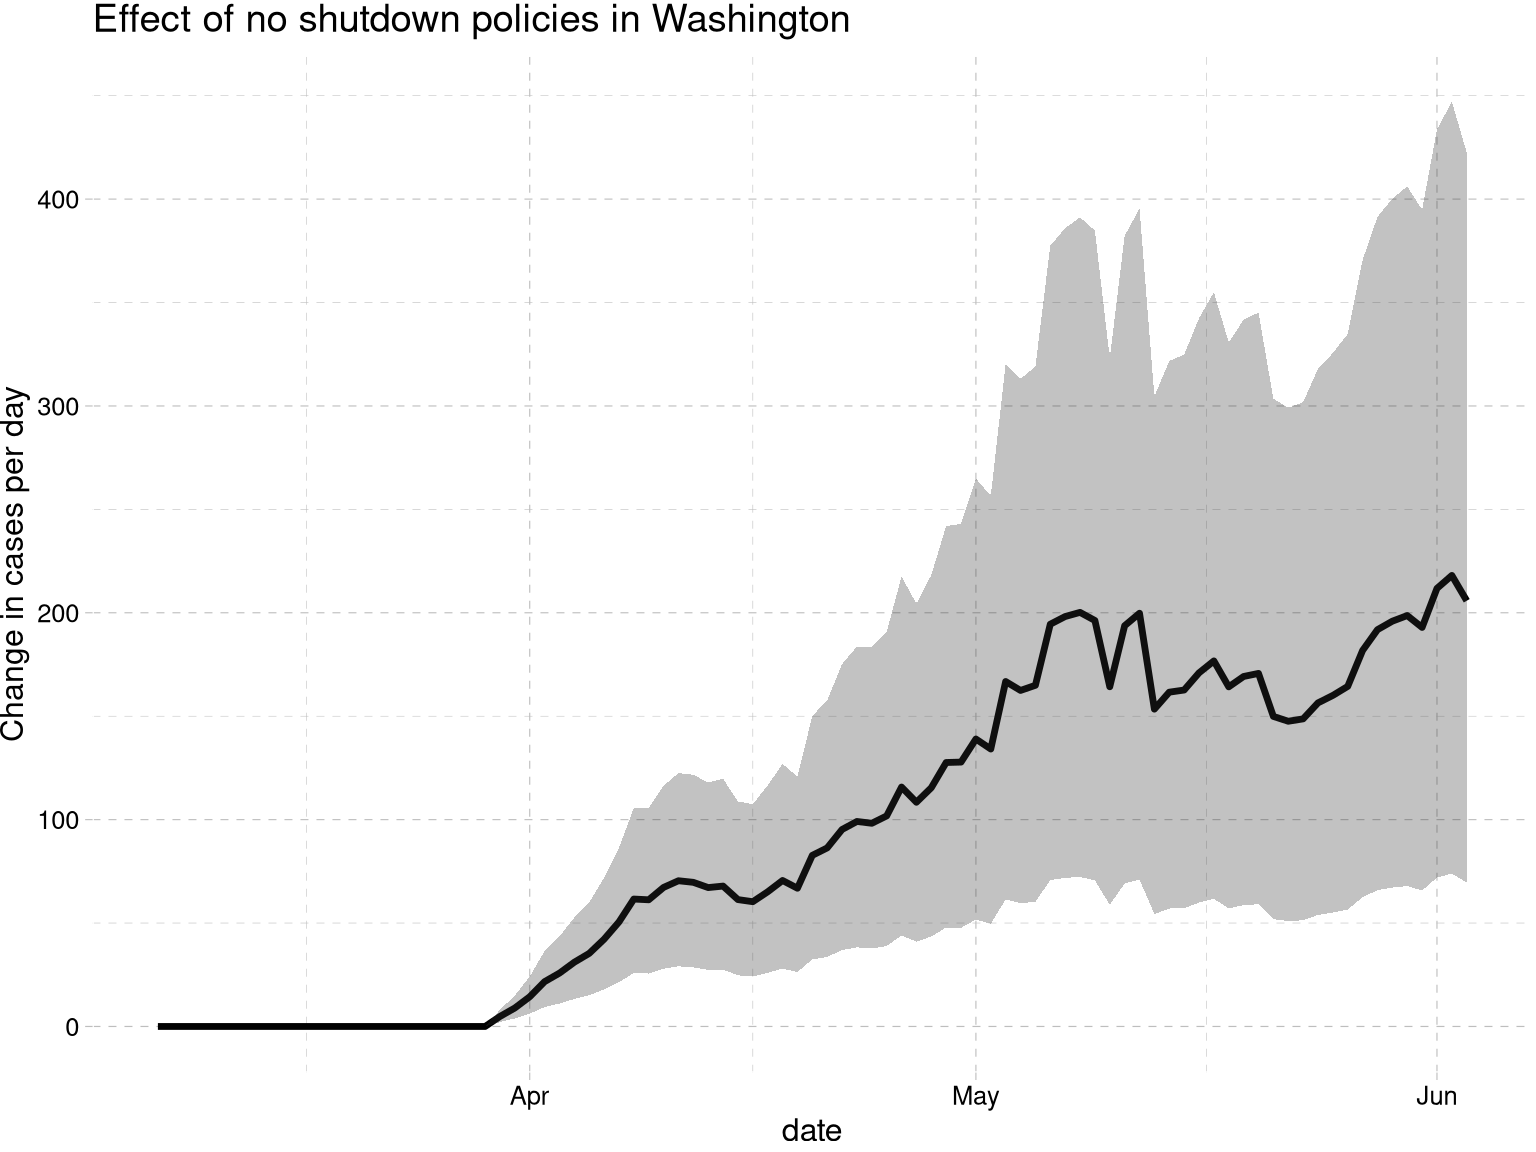 Effect of no shutdown policies in Washington
Change in cases per day
400
300
200
100
0
Apr
May
Jun
date